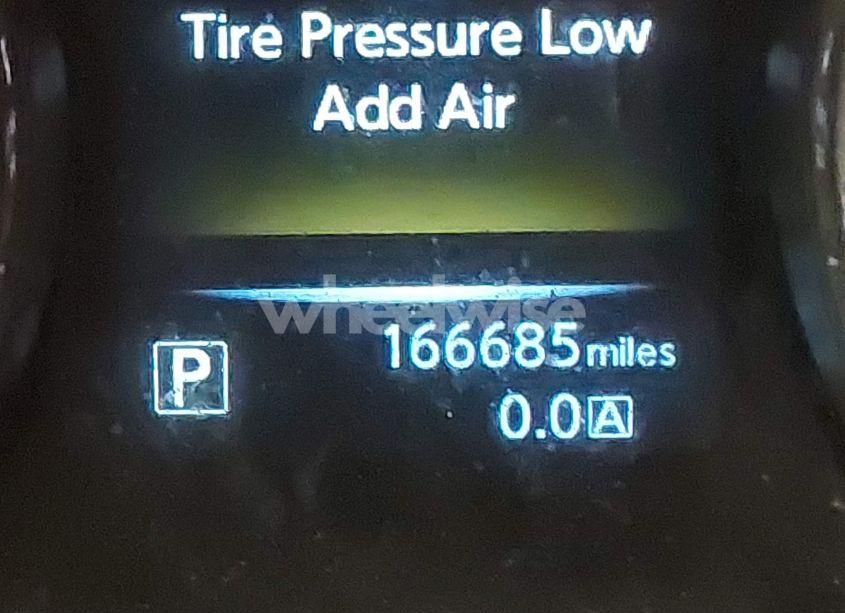 Tire Pressure Low
Add Air
wheelwise
166685 miles
P
0.0 A